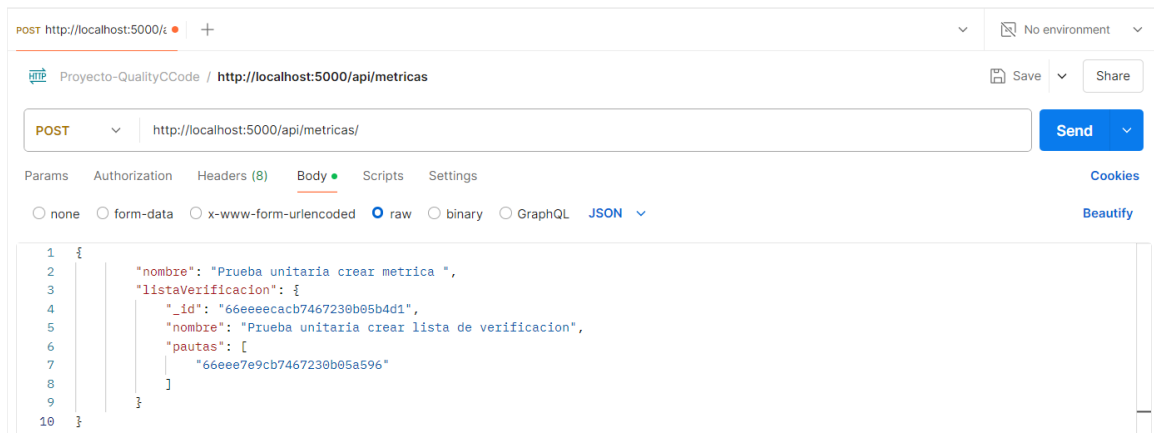 POST http://localhost:5000/a
No environment
HTTP Proyecto-QualityCCode / http://localhost:5000/api/metricas
Save
Share
POST http://localhost:5000/api/metricas/
Send
Params Authorization Headers (8) Body Scripts Settings Cookies
none form-data x-www-form-urlencoded raw binary GraphQL JSON Beautify
1 {
2 "nombre": "Prueba unitaria crear metrica ",
3 "listaVerificacion": {
4 "_id": "66eeeecacb7467230b05b4d1",
5 "nombre": "Prueba unitaria crear lista de verificacion",
6 "pautas": [
7 "66eee7e9cb7467230b05a596"
8 ]
9 }
10 }